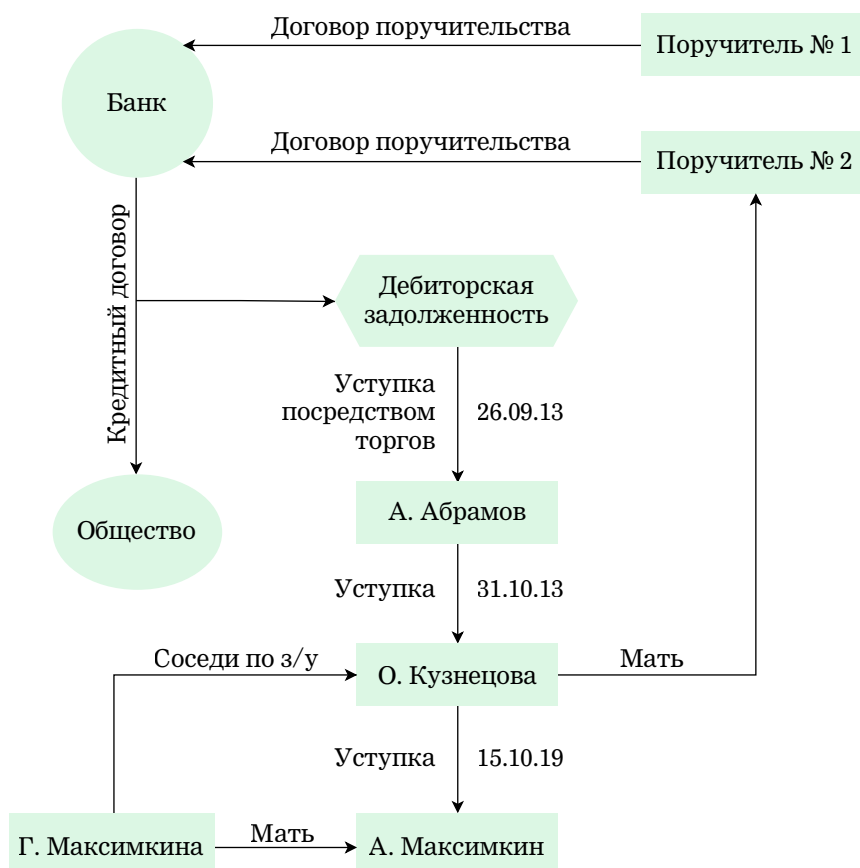 Договор поручительства
Поручитель № 1
Банк
Договор поручительства
Поручитель № 2
Кредитный договор
Дебиторская
задолженность
Уступка
посредством
торгов
26.09.13
А. Абрамов
Общество
Уступка
31.10.13
Соседи по з/у
О. Кузнецова
Мать
Уступка
15.10.19
Г. Максимкина
Мать
А. Максимкин